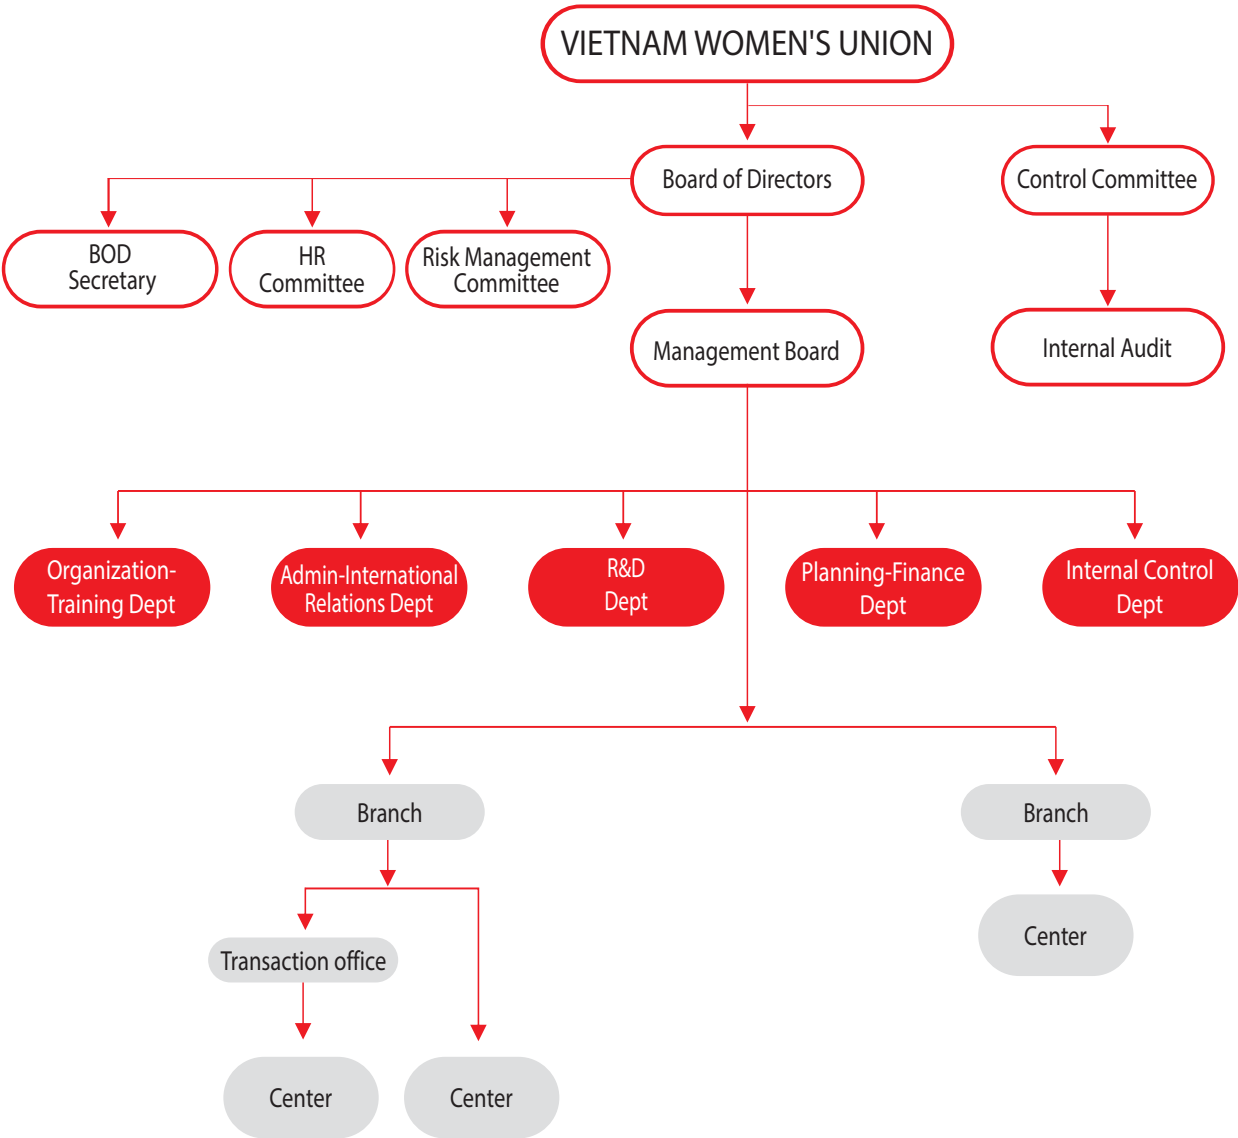 VIETNAM WOMEN'S UNION
Board of Directors
Control Committee
BOD
Secretary
HR
Committee
Risk Management
Committee
Management Board
Internal Audit
Organization-
Training Dept
Admin-International
Relations Dept
R&D
Dept
Planning-Finance
Dept
Internal Control
Dept
Branch
Branch
Transaction office
Center
Center
Center